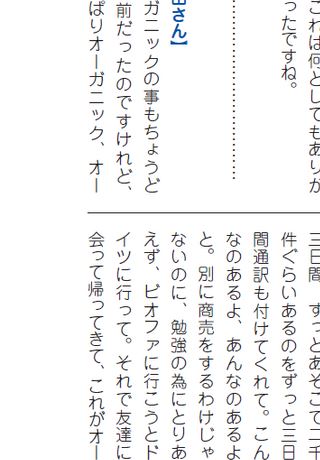 これは何としてもありが
ったですね。
さん】
ガニックの事もちょうど
前だったのですけれど、
ぱりオーガニック、オー
三日間、ずっとあそこで二千
件ぐらいあるのをずっと三日
間通訳も付けてくれて。こん
なのあるよ、あんなのあるよ
と。別に商売をするわけじゃ
ないのに、勉強の為にとりあ
えず、ビオファに行こうとド
イツに行って。それで友達に
会って帰ってきて、これがオー